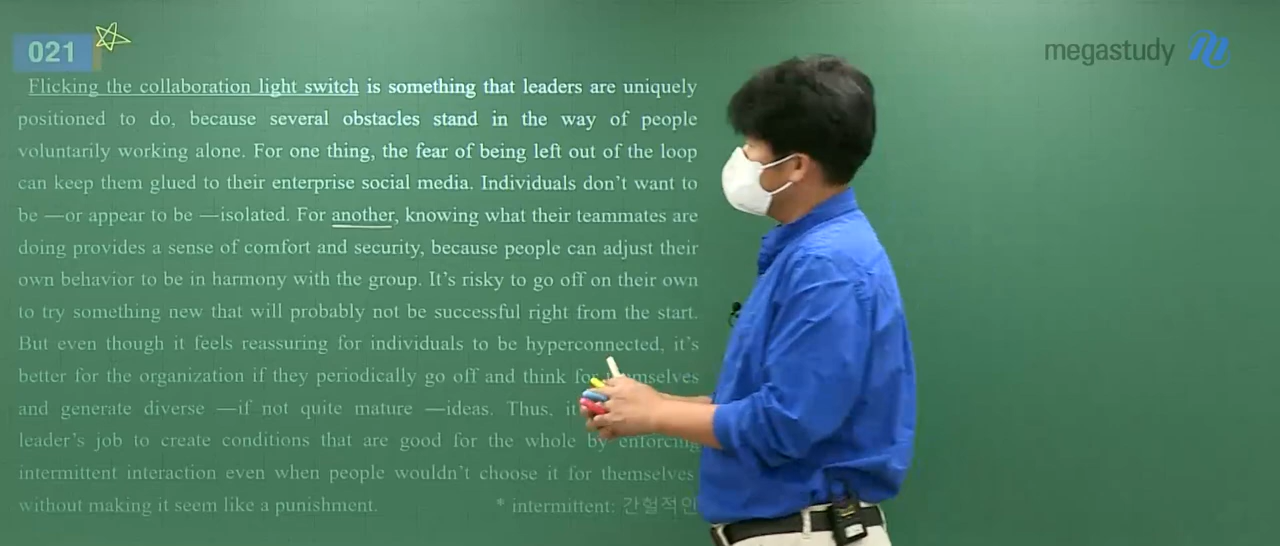 021
megastudy
Flicking the collaboration light switch is something that leaders are uniquely
positioned to do, because several obstacles stand in the way of people
voluntarily working alone. For one thing, the fear of being left out of the loop
can keep them glued to their enterprise social media. Individuals don't want to
be —or appear to be —isolated. For another, knowing what their teammates are
doing provides a sense of comfort and security, because people can adjust their
own behavior to be in harmony with the group. It's risky to go off on their own
to try something new that will probably not be successful right from the start.
But even though it feels reassuring for individuals to be hyperconnected, it's
better for the organization if they periodically go off and think for themselves
and generate diverse —if not quite mature —ideas. Thus, it
leader's job to create conditions that are good for the whole by enforcing
intermittent interaction even when people wouldn't choose it for themselves
without making it seem like a punishment.
* intermittent: 간헐적인